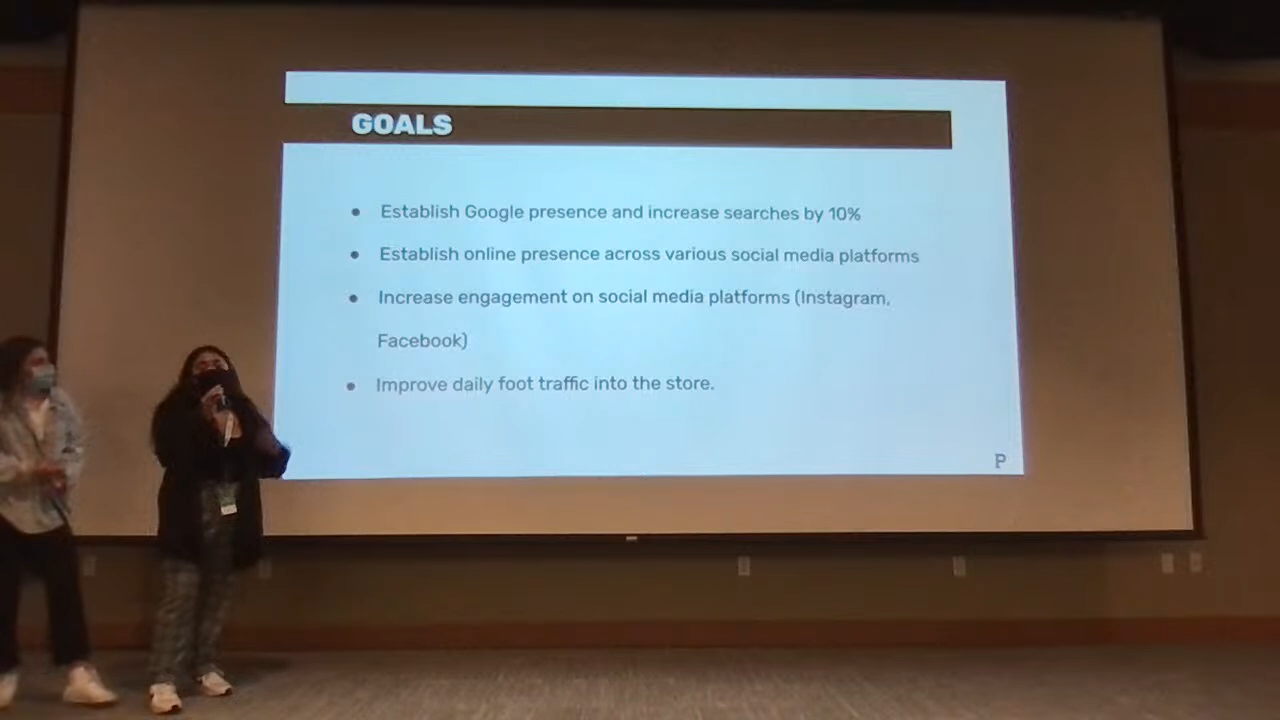 GOALS
● Establish Google presence and increase searches by 10%
● Establish online presence across various social media platforms
● Increase engagement on social media platforms (Instagram,
Facebook)
● Improve daily foot traffic into the store.
P